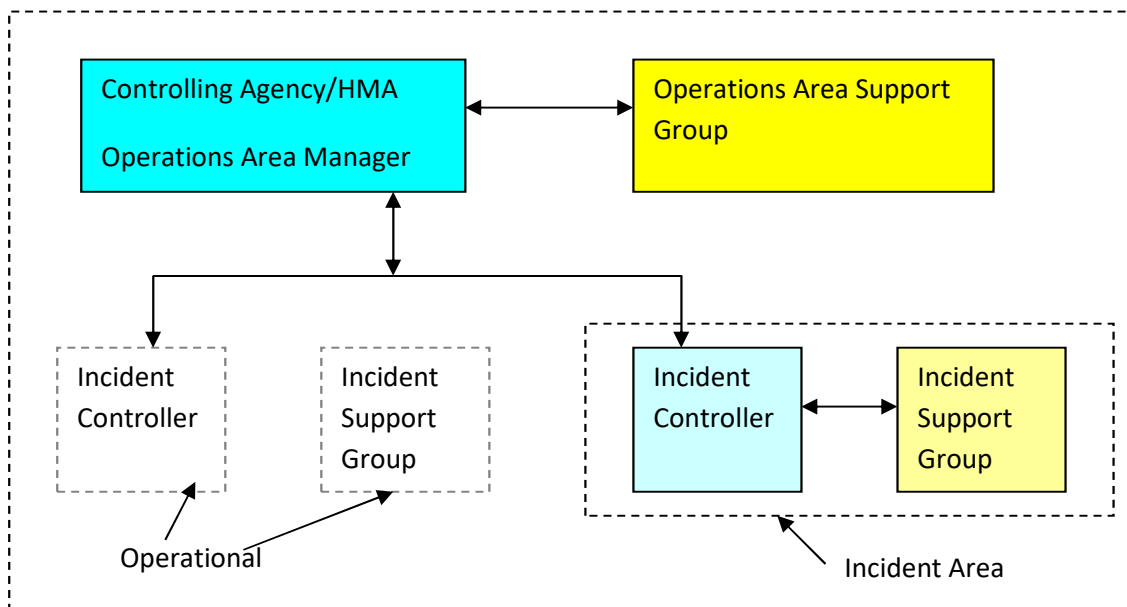 Controlling Agency/HMA
Operations Area Manager
Operations Area Support
Group
Incident
Controller
Incident
Support
Group
Incident
Controller
Incident
Support
Group
Operational
Incident Area